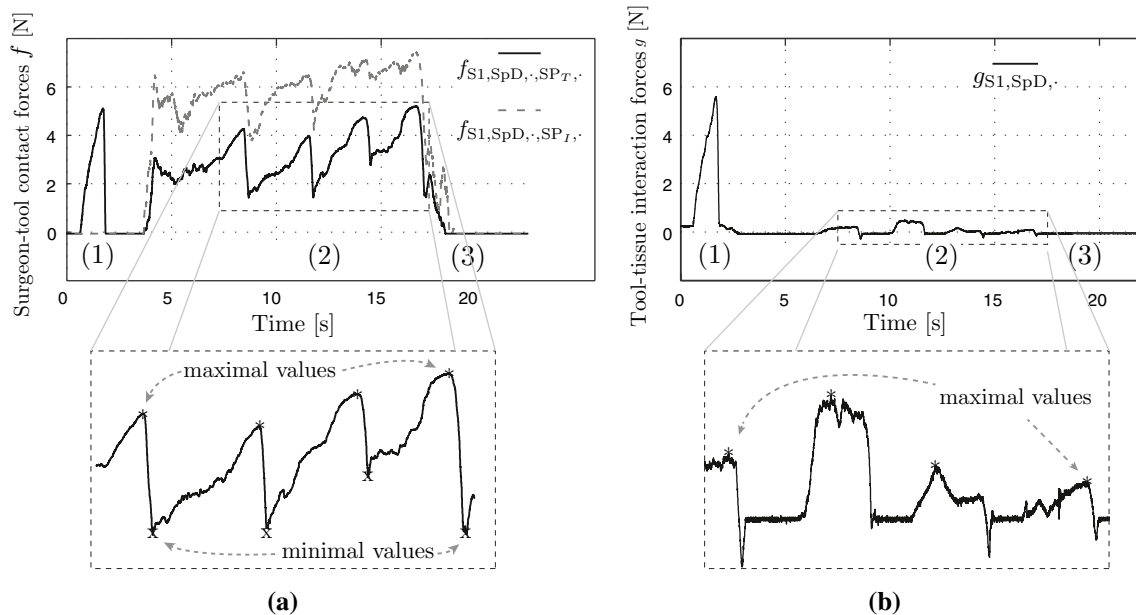 Surgeon-tool contact forces f [N]
6
4
2
0
f_{S1,SpD,·,SP_T,·}
f_{S1,SpD,·,SP_I,·}
(1)
(2)
(3)
0
5
10
15
20
Time [s]
maximal values
minimal values
(a)
Tool-tissue interaction forces g [N]
6
4
2
0
g_{S1,SpD,·}
(1)
(2)
(3)
0
5
10
15
20
Time [s]
maximal values
(b)